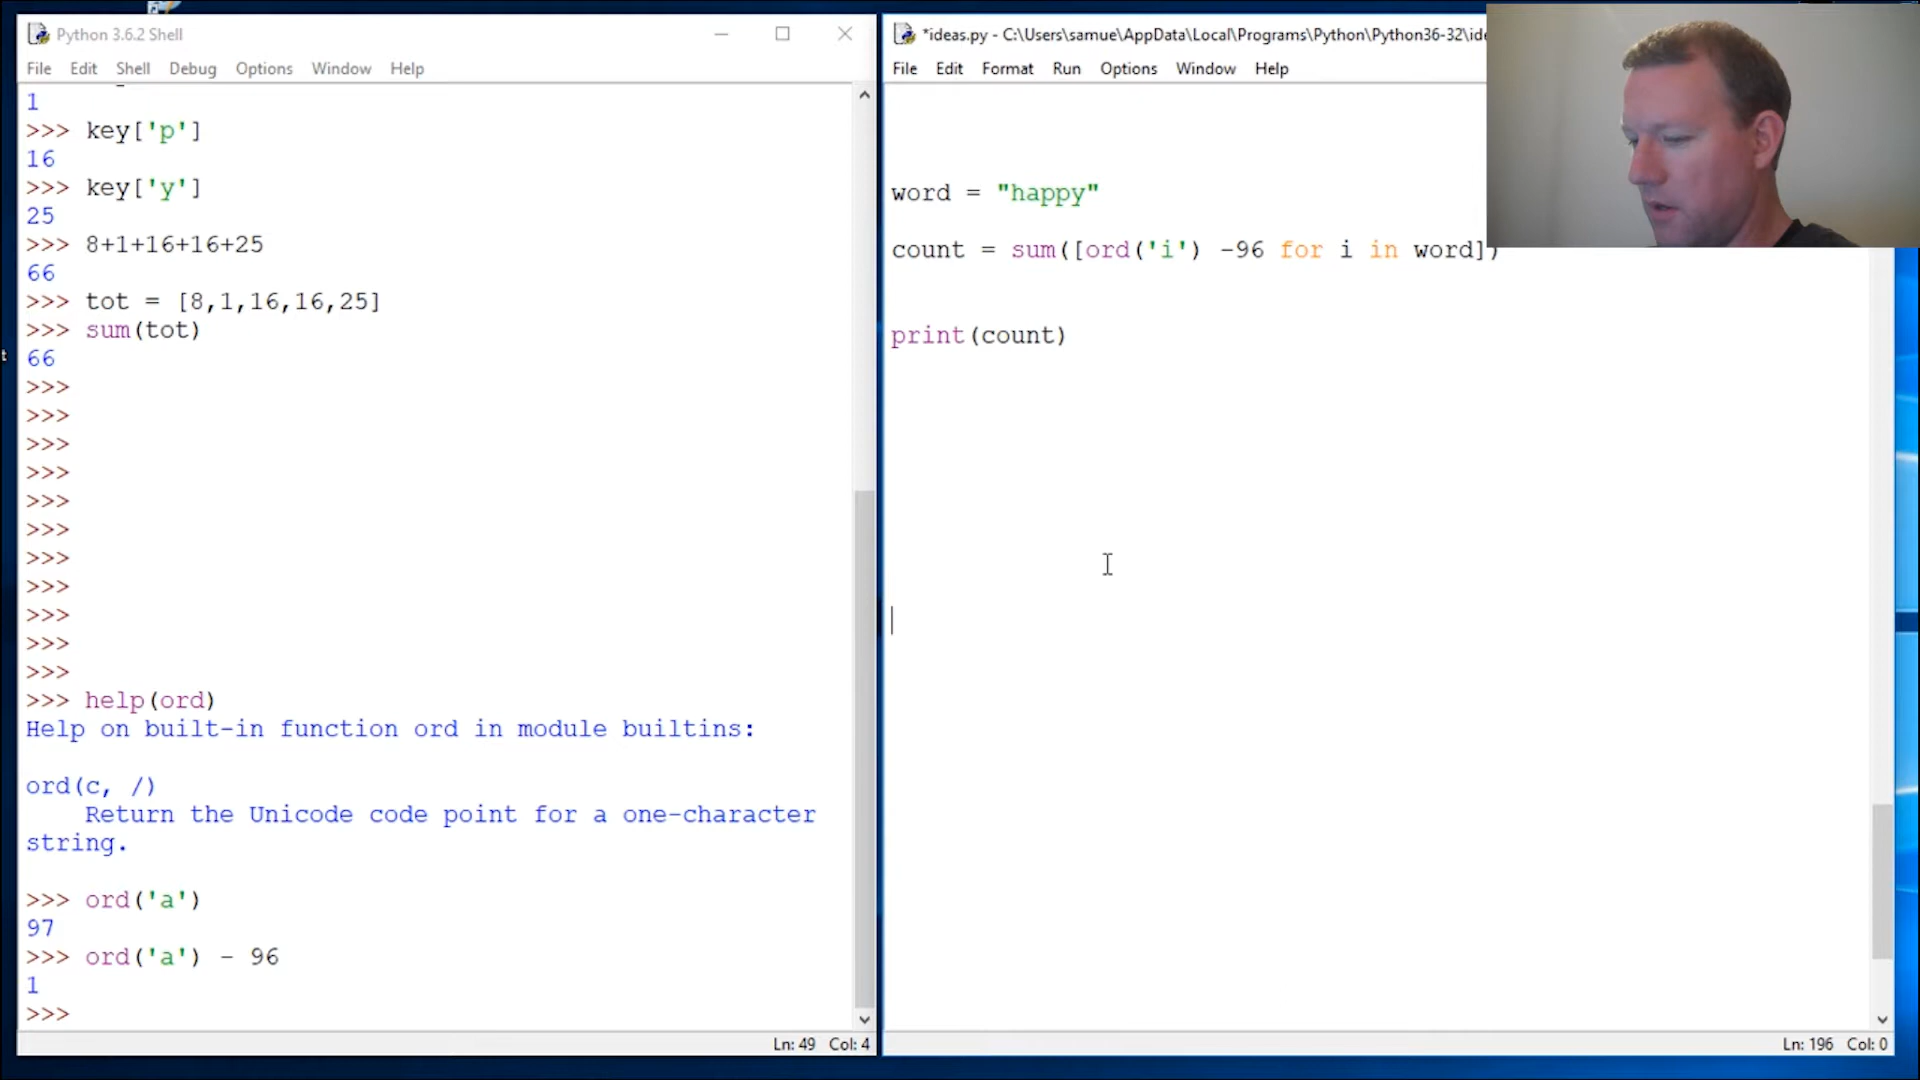 Python 3.6.2 Shell
File Edit Shell Debug Options Window Help
1
>>> key['p']
16
>>> key['y']
25
>>> 8+1+16+16+25
66
>>> tot = [8,1,16,16,25]
>>> sum(tot)
66
>>>
>>>
>>>
>>>
>>>
>>>
>>>
>>>
>>>
>>>
>>>
>>> help(ord)
Help on built-in function ord in module builtins:
ord(c, /)
Return the Unicode code point for a one-character
string.
>>> ord('a')
97
>>> ord('a') - 96
1
>>>
Ln: 49 Col: 4
*ideas.py - C:\Users\samue\AppData\Local\Programs\Python\Python36-32\ide
File Edit Format Run Options Window Help
word = "happy"
count = sum([ord('i') -96 for i in word])
print(count)
Ln: 196 Col: 0